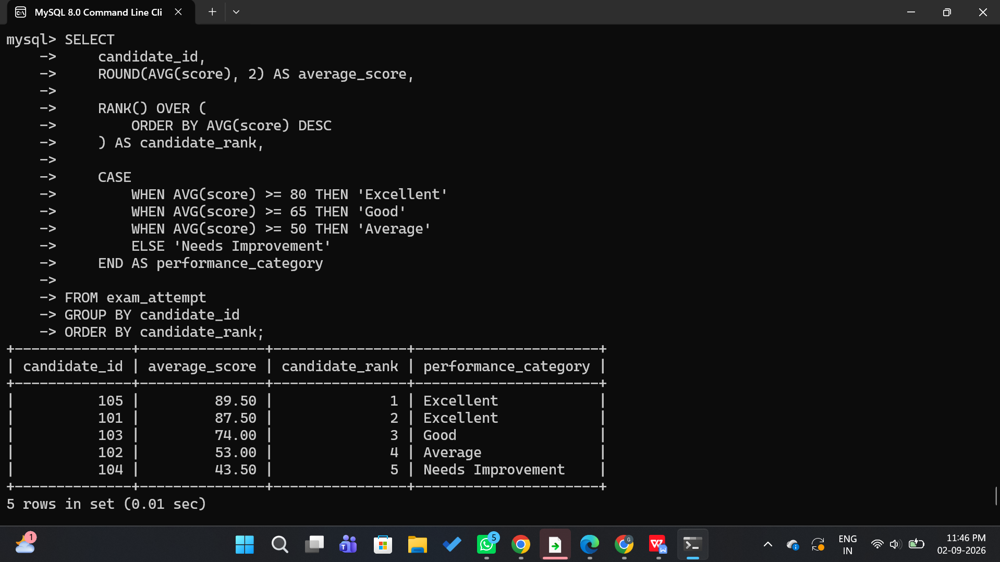 MySQL 8.0 Command Line Cli
mysql> SELECT
    ->     candidate_id,
    ->     ROUND(AVG(score), 2) AS average_score,
    ->
    ->     RANK() OVER (
    ->         ORDER BY AVG(score) DESC
    ->     ) AS candidate_rank,
    ->
    ->     CASE
    ->         WHEN AVG(score) >= 80 THEN 'Excellent'
    ->         WHEN AVG(score) >= 65 THEN 'Good'
    ->         WHEN AVG(score) >= 50 THEN 'Average'
    ->         ELSE 'Needs Improvement'
    ->     END AS performance_category
    ->
    -> FROM exam_attempt
    -> GROUP BY candidate_id
    -> ORDER BY candidate_rank;
+--------------+---------------+----------------+----------------------+
| candidate_id | average_score | candidate_rank | performance_category |
+--------------+---------------+----------------+----------------------+
|          105 |         89.50 |              1 | Excellent            |
|          101 |         87.50 |              2 | Excellent            |
|          103 |         74.00 |              3 | Good                 |
|          102 |         53.00 |              4 | Average              |
|          104 |         43.50 |              5 | Needs Improvement    |
+--------------+---------------+----------------+----------------------+
5 rows in set (0.01 sec)
1
5
ENG
IN
11:46 PM
02-09-2026